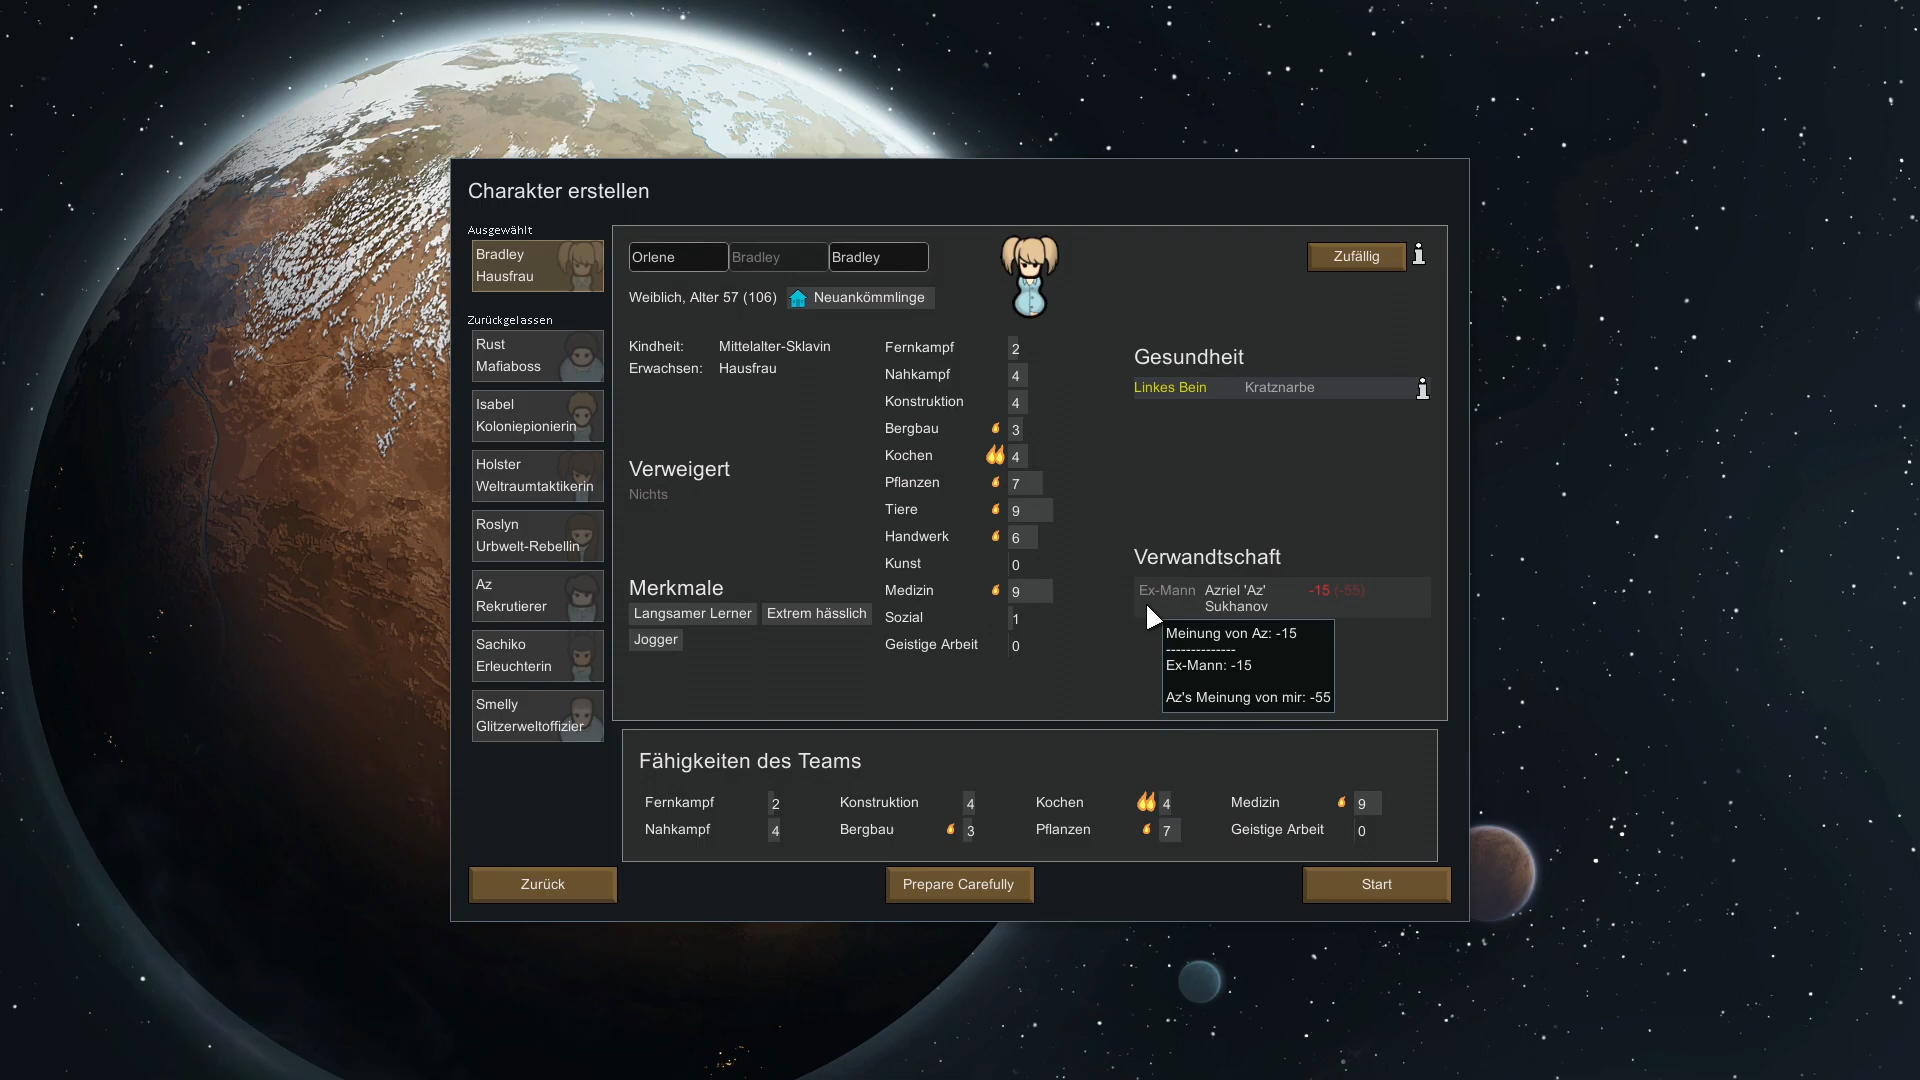 Charakter erstellen
Ausgewählt
Bradley
Hausfrau
Zurückgelassen
Rust
Mafiaboss
Isabel
Koloniepionierin
Holster
Weltraumtaktikerin
Roslyn
Urbwelt-Rebellin
Az
Rekrutierer
Sachiko
Erleuchterin
Smelly
Glitzerweltoffizier
Orlene Bradley Bradley
Zufällig
Weiblich, Alter 57 (106) Neuankömmlinge
Kindheit: Mittelalter-Sklavin
Erwachsen: Hausfrau
Verweigert
Nichts
Merkmale
Langsamer Lerner Extrem hässlich
Jogger
Fernkampf 2
Nahkampf 4
Konstruktion 4
Bergbau 3
Kochen 4
Pflanzen 7
Tiere 9
Handwerk 6
Kunst 0
Medizin 9
Sozial 1
Geistige Arbeit 0
Gesundheit
Linkes Bein Kratznarbe
Verwandtschaft
Ex-Mann Azriel 'Az' -15 (-55)
Sukhanov
Meinung von Az: -15
--------------
Ex-Mann: -15
Az's Meinung von mir: -55
Fähigkeiten des Teams
Fernkampf 2 Konstruktion 4 Kochen 4 Medizin 9
Nahkampf 4 Bergbau 3 Pflanzen 7 Geistige Arbeit 0
Zurück Prepare Carefully Start